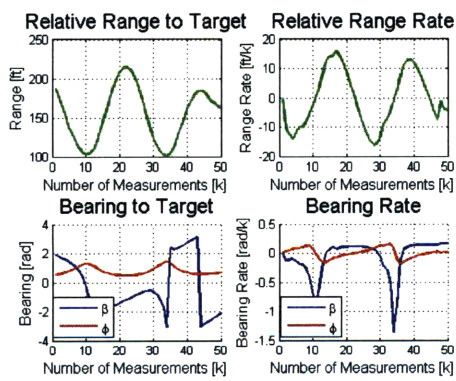 Relative Range to Target
Range [ft]
250
200
150
100
0 10 20 30 40 50
Number of Measurements [k]
Relative Range Rate
Range Rate [ft/k]
20
10
0
-10
-20
0 10 20 30 40 50
Number of Measurements [k]
Bearing to Target
Bearing [rad]
4
2
0
-2
-4
β
ϕ
0 10 20 30 40 50
Number of Measurements [k]
Bearing Rate
Bearing Rate [rad/k]
0.5
0
-0.5
-1
-1.5
β
ϕ
0 10 20 30 40 50
Number of Measurements [k]